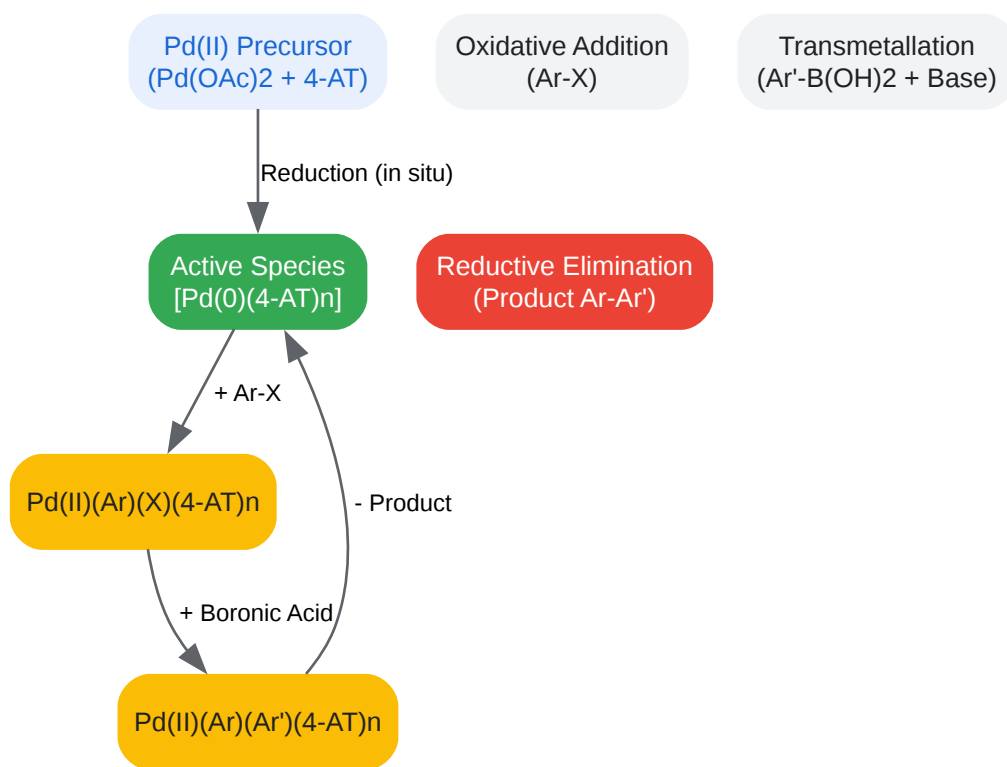 Pd(II) Precursor
(Pd(OAc)2 + 4-AT)
Oxidative Addition
(Ar-X)
Transmetallation
(Ar'-B(OH)2 + Base)
Reduction (in situ)
Active Species
[Pd(0)(4-AT)n]
Reductive Elimination
(Product Ar-Ar')
+ Ar-X
Pd(II)(Ar)(X)(4-AT)n
- Product
+ Boronic Acid
Pd(II)(Ar)(Ar')(4-AT)n